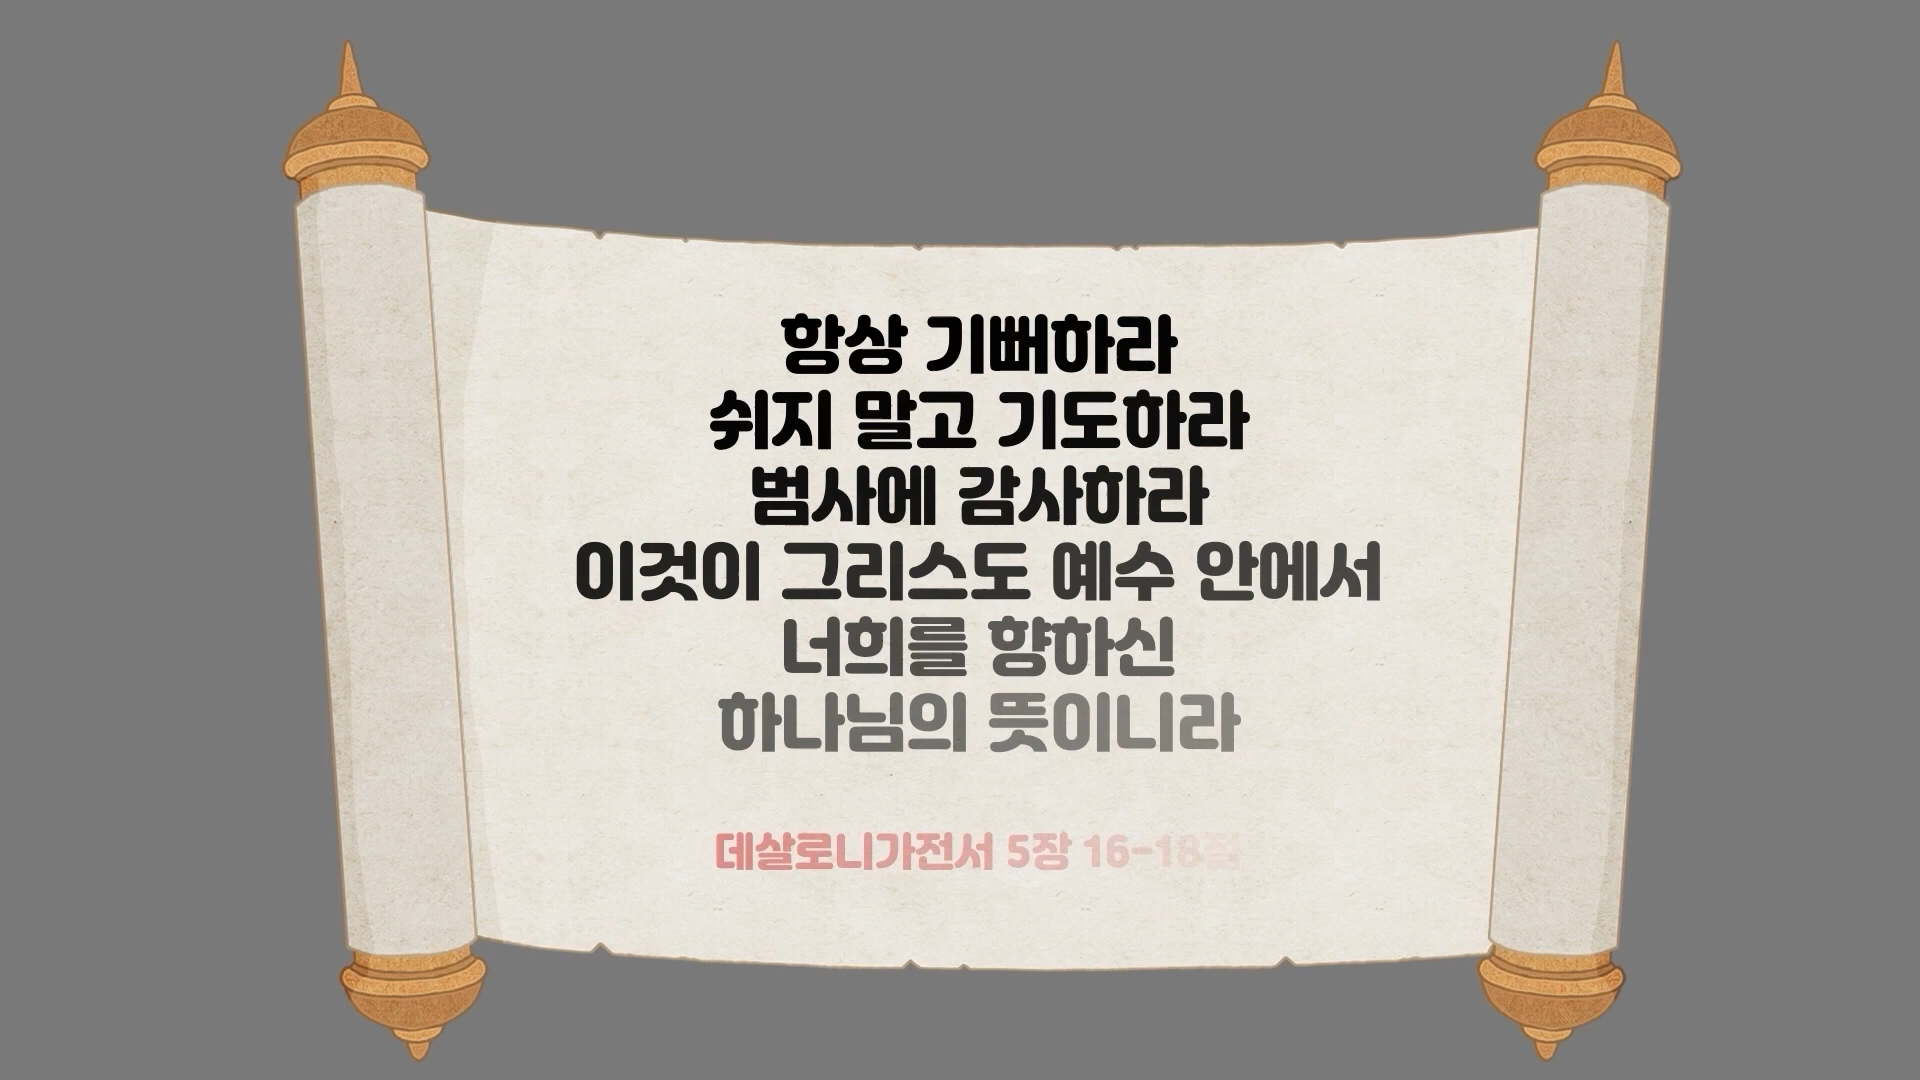 항상 기뻐하라
쉬지 말고 기도하라
범사에 감사하라
이것이 그리스도 예수 안에서
너희를 향하신
하나님의 뜻이니라
데살로니가전서 5장 16-18절